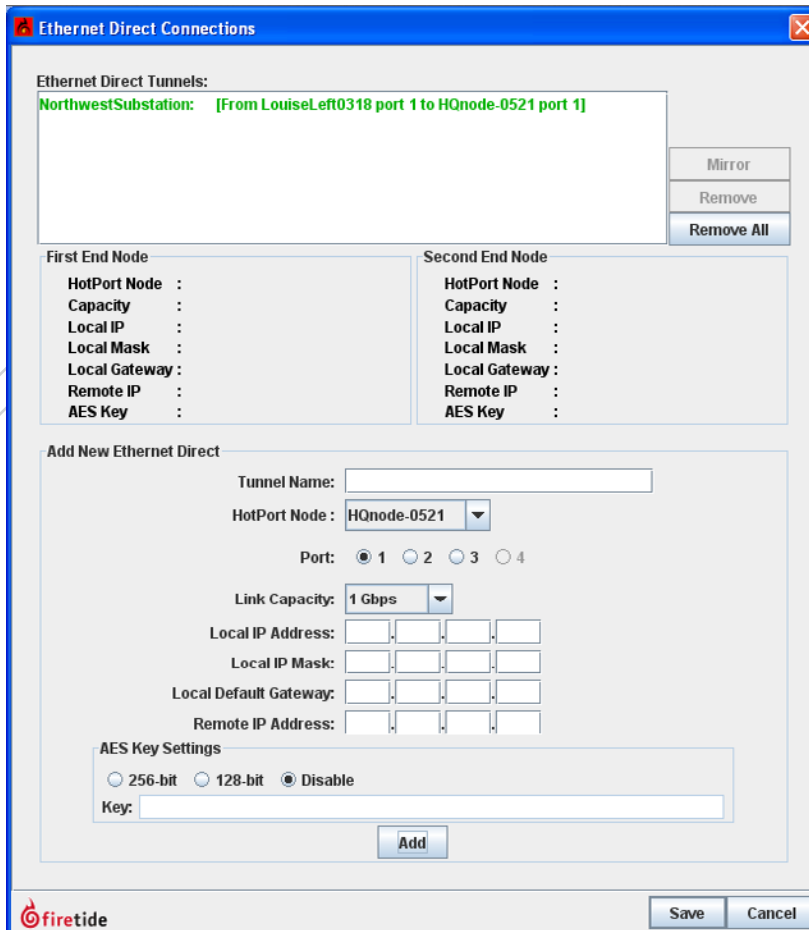 Ethernet Direct Connections
Ethernet Direct Tunnels:
NorthwestSubstation: [From LouiseLeft0318 port 1 to HQnode-0521 port 1]
Mirror
Remove
Remove All
First End Node
HotPort Node :
Capacity :
Local IP :
Local Mask :
Local Gateway :
Remote IP :
AES Key :
Second End Node
HotPort Node :
Capacity :
Local IP :
Local Mask :
Local Gateway :
Remote IP :
AES Key :
Add New Ethernet Direct
Tunnel Name:
HotPort Node : HQnode-0521
Port: 1 2 3 4
Link Capacity: 1 Gbps
Local IP Address: . . .
Local IP Mask: . . .
Local Default Gateway: . . .
Remote IP Address: . . .
AES Key Settings
256-bit 128-bit Disable
Key:
Add
firetide
Save Cancel